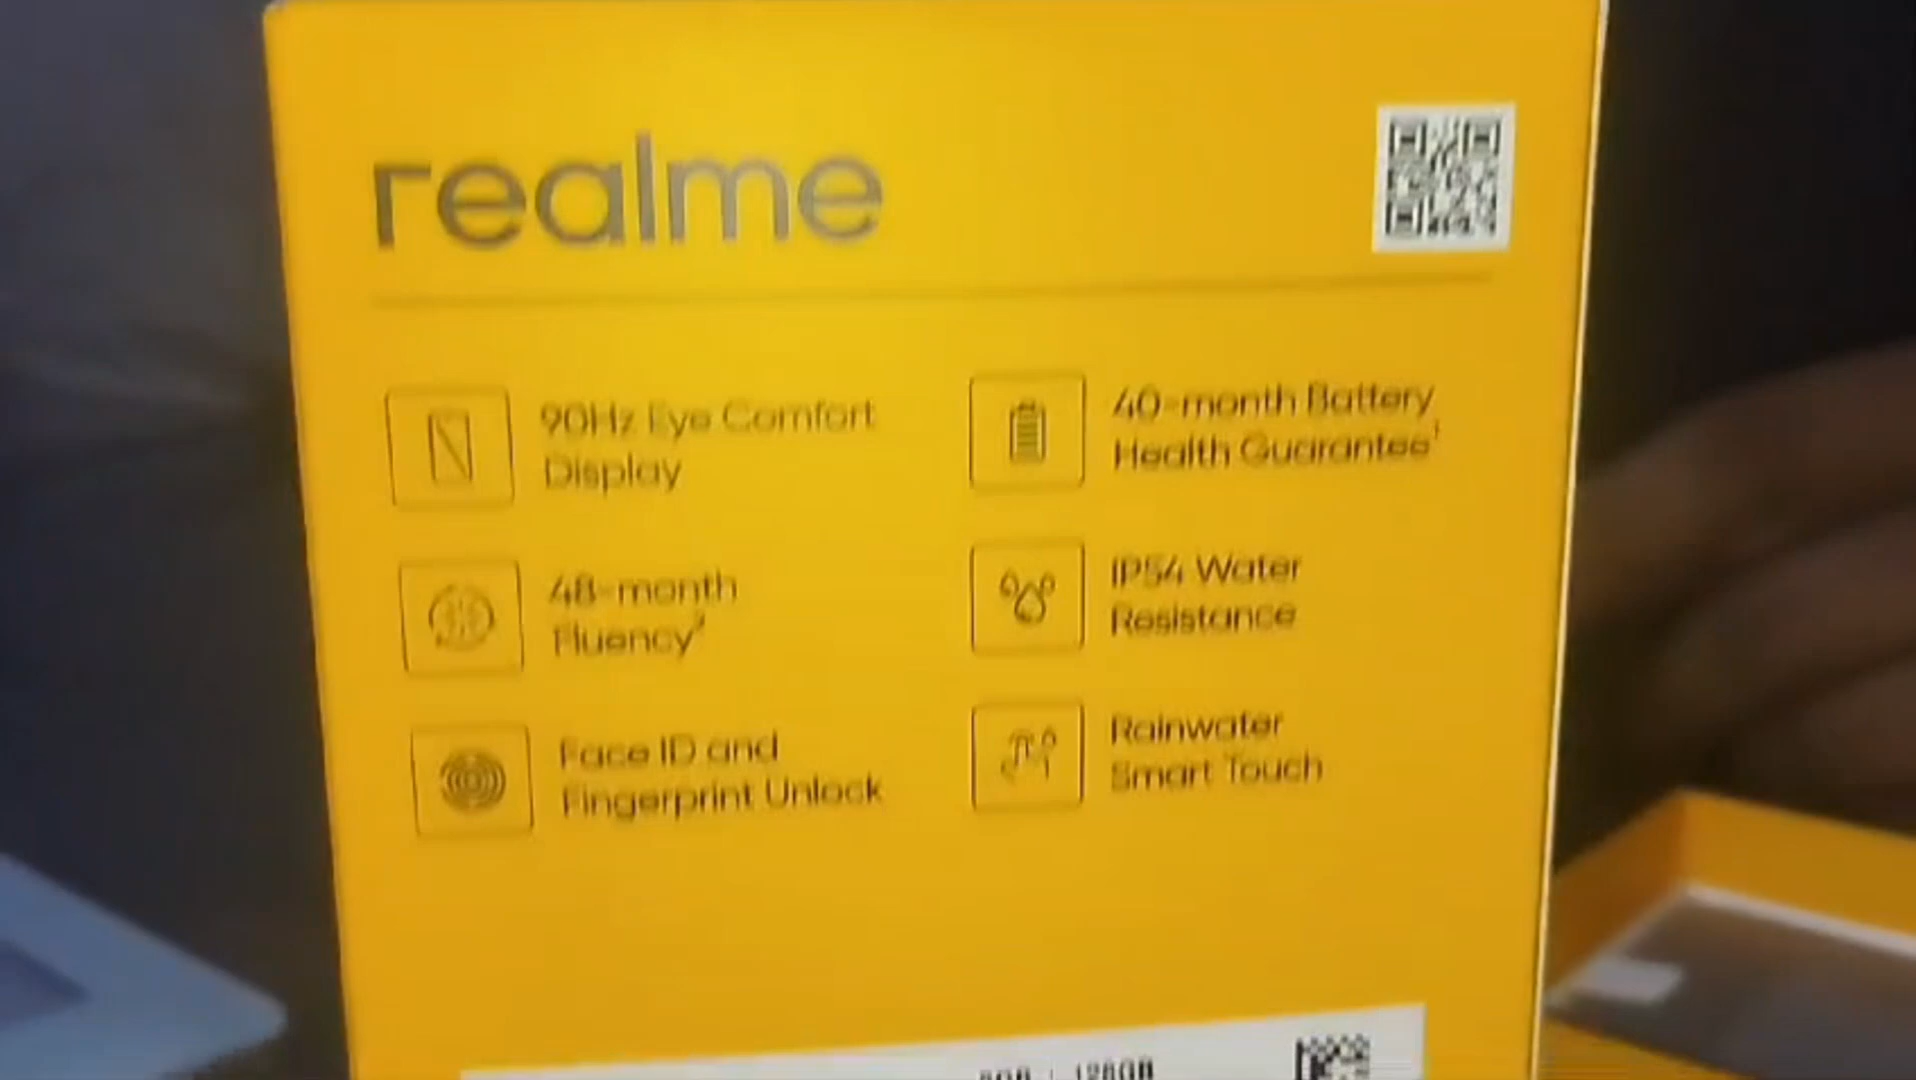 realme
90Hz Eye Comfort
Display
40-month Battery
Health Guarantee¹
48-month
Fluency²
IP54 Water
Resistance
Face ID and
Fingerprint Unlock
Rainwater
Smart Touch
128GB